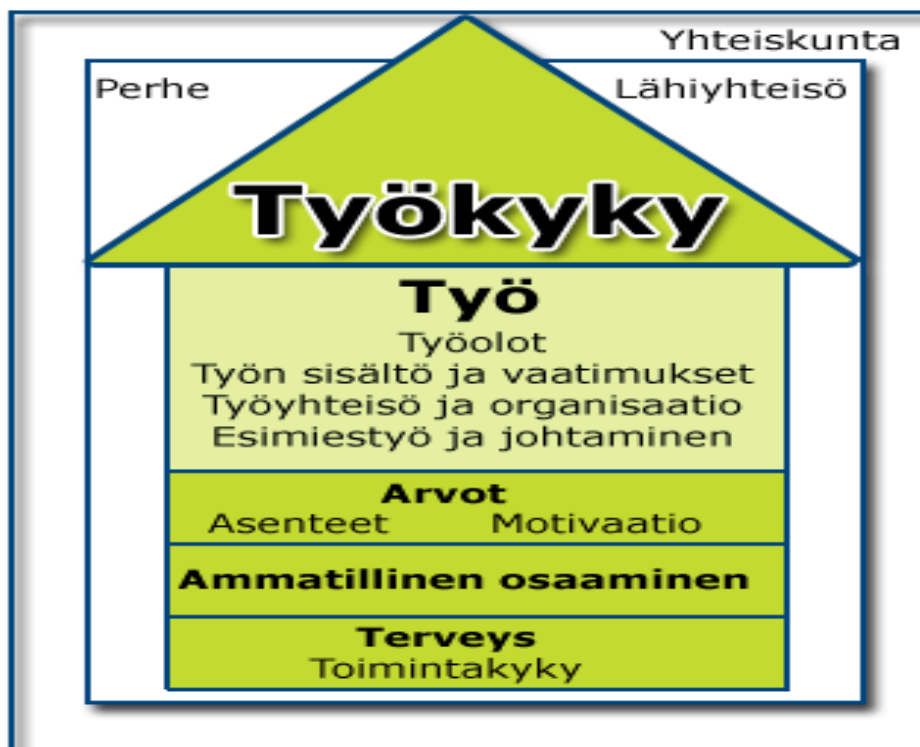 Yhteiskunta
Perhe
Lähiyhteisö
Työkyky
Työ
Työolot
Työn sisältö ja vaatimukset
Työyhteisö ja organisaatio
Esimiestyö ja johtaminen
Arvot
Asenteet Motivaatio
Ammatillinen osaaminen
Terveys
Toimintakyky